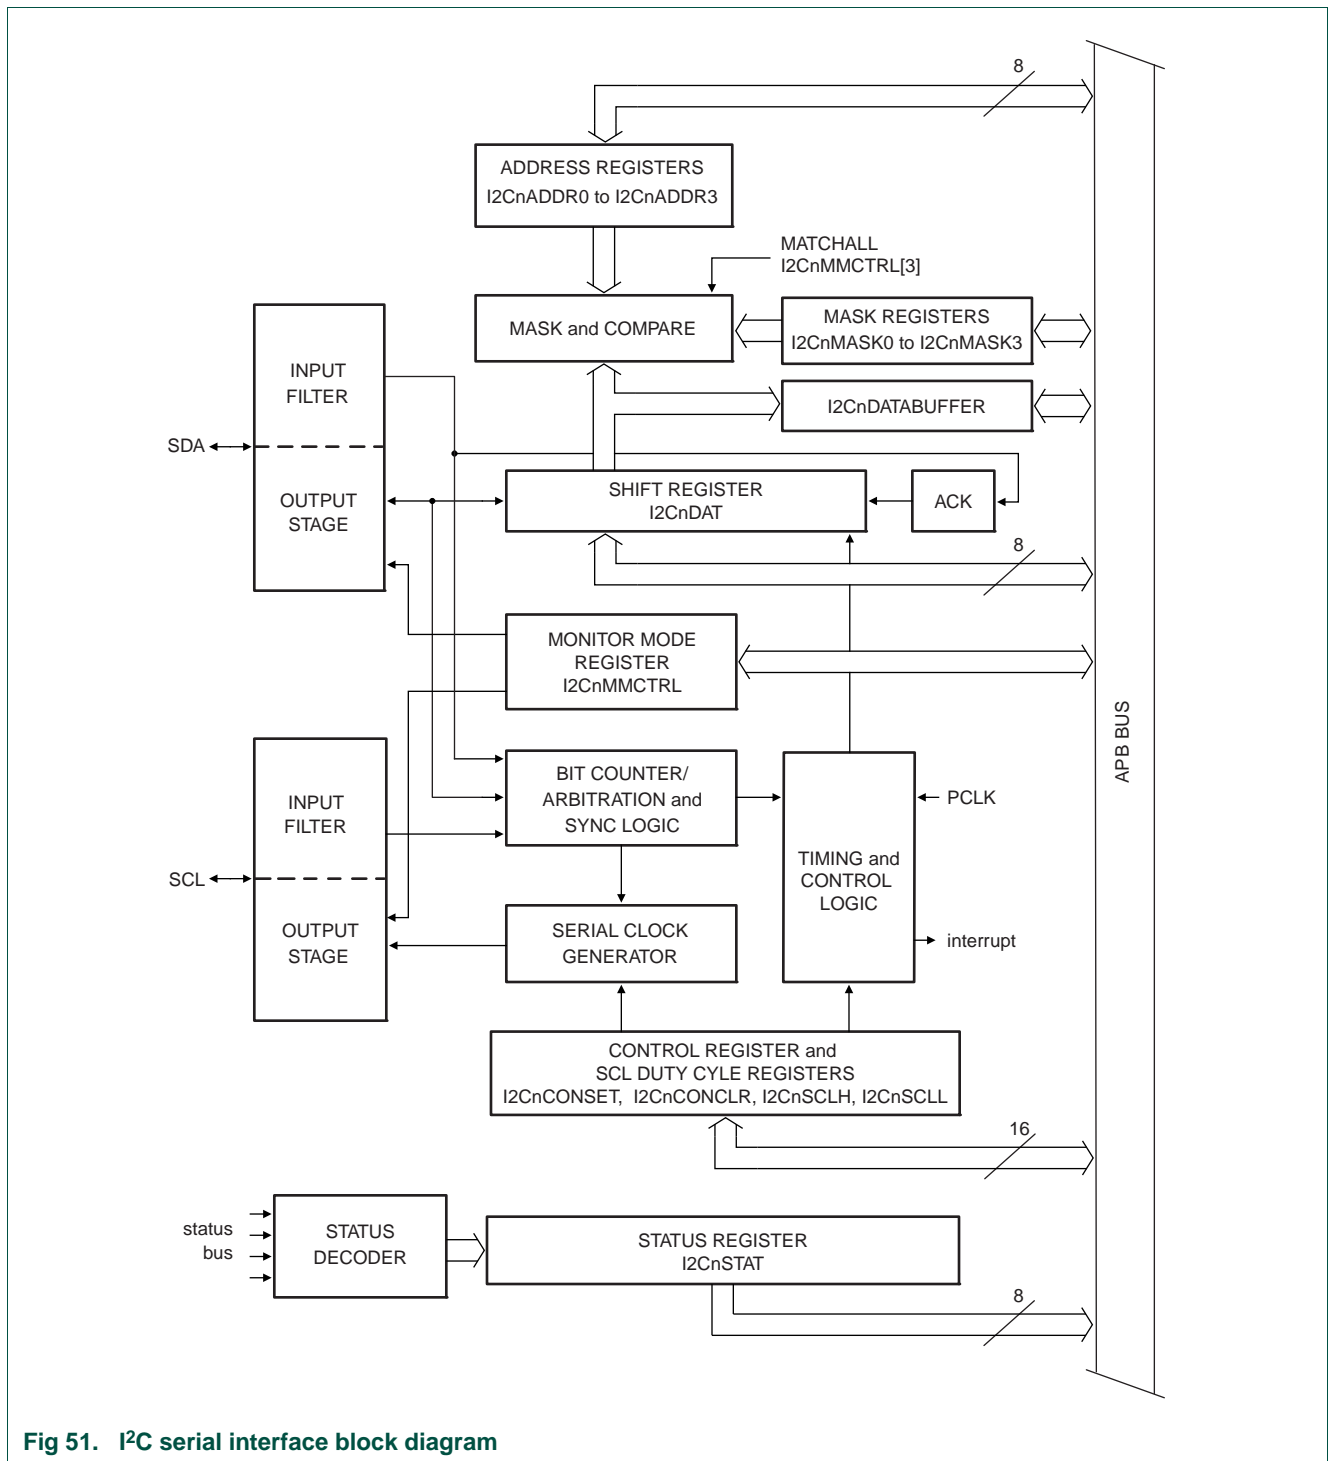 8
ADDRESS REGISTERS
I2CnADDR0 to I2CnADDR3
MATCHALL
I2CnMMCTRL[3]
MASK and COMPARE
MASK REGISTERS
I2CnMASK0 to I2CnMASK3
I2CnDATABUFFER
INPUT
FILTER
SDA
OUTPUT
STAGE
SHIFT REGISTER
I2CnDAT
ACK
8
MONITOR MODE
REGISTER
I2CnMMCTRL
APB BUS
BIT COUNTER/
ARBITRATION and
SYNC LOGIC
PCLK
INPUT
FILTER
SCL
OUTPUT
STAGE
TIMING and
CONTROL
LOGIC
SERIAL CLOCK
GENERATOR
interrupt
CONTROL REGISTER and
SCL DUTY CYLE REGISTERS
I2CnCONSET, I2CnCONCLR, I2CnSCLH, I2CnSCLL
16
status
bus
STATUS
DECODER
STATUS REGISTER
I2CnSTAT
8
Fig 51. I²C serial interface block diagram